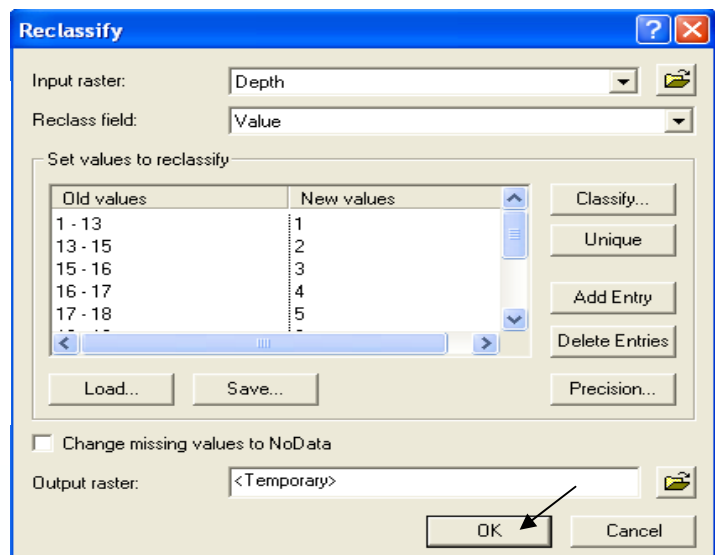 Reclassify
Input raster: Depth
Reclass field: Value
Set values to reclassify
Old values New values
1 - 13 1
13 - 15 2
15 - 16 3
16 - 17 4
17 - 18 5
Classify...
Unique
Add Entry
Delete Entries
Load... Save... Precision...
Change missing values to NoData
Output raster: <Temporary>
OK Cancel